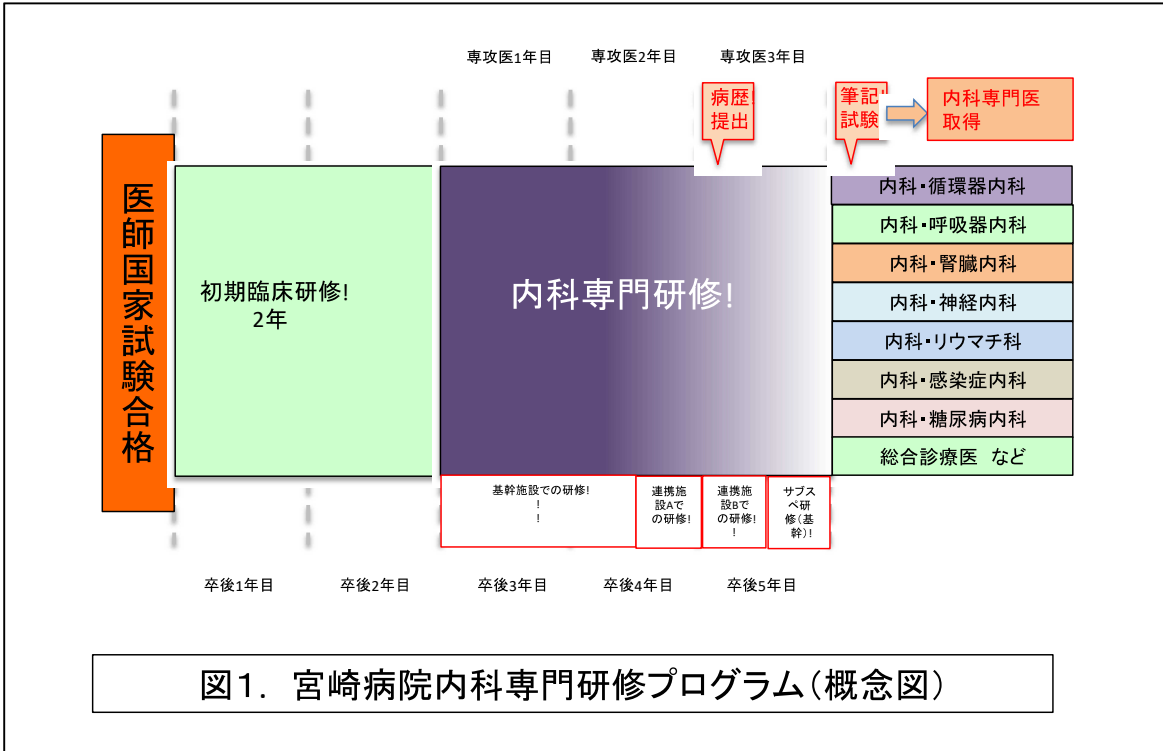 専攻医1年目
専攻医2年目
専攻医3年目
病歴!
提出
筆記!
試験
内科専門医
取得
医師国家試験合格
初期臨床研修!
2年
内科専門研修!
内科・循環器内科
内科・呼吸器内科
内科・腎臓内科
内科・神経内科
内科・リウマチ科
内科・感染症内科
内科・糖尿病内科
総合診療医 など
基幹施設での研修!
!
!
連携施
設Aで
の研修!
連携施
設Bで
の研修!
!
サブス
ペ研
修(基
幹)!
卒後1年目
卒後2年目
卒後3年目
卒後4年目
卒後5年目
図1. 宮崎病院内科専門研修プログラム(概念図)